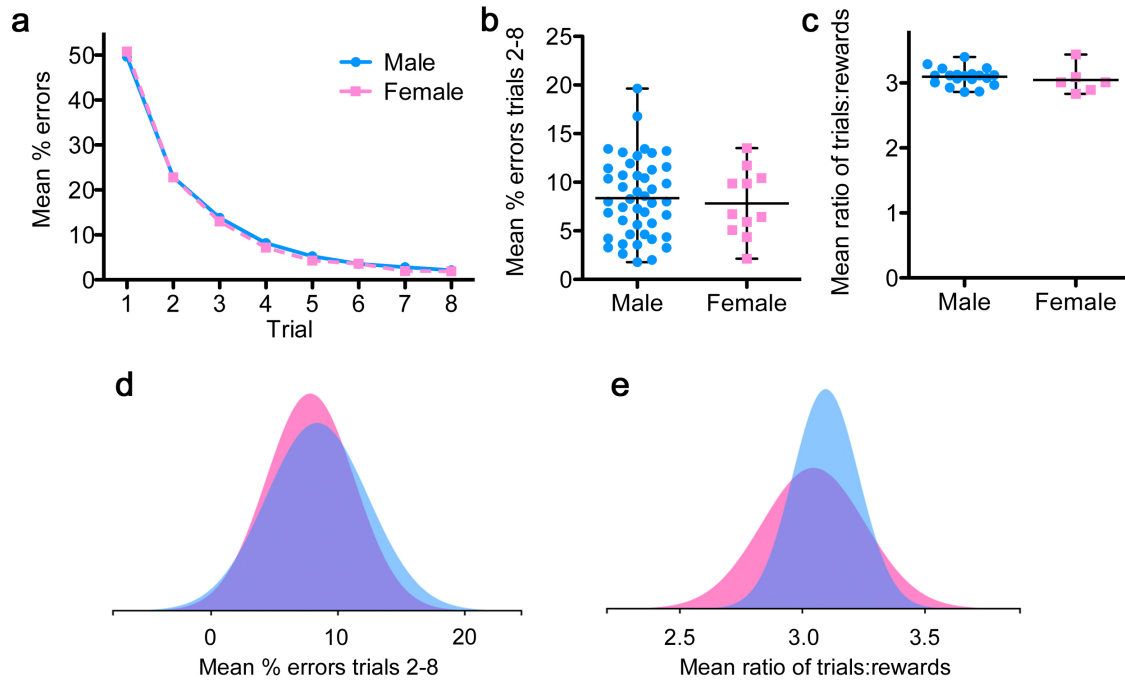 a
Mean % errors
50
40
30
20
10
0
1 2 3 4 5 6 7 8
Trial
Male
Female
b
Mean % errors trials 2-8
25
20
15
10
5
0
Male Female
c
Mean ratio of trials:rewards
3
2
1
0
Male Female
d
0 10 20
Mean % errors trials 2-8
e
2.5 3.0 3.5
Mean ratio of trials:rewards